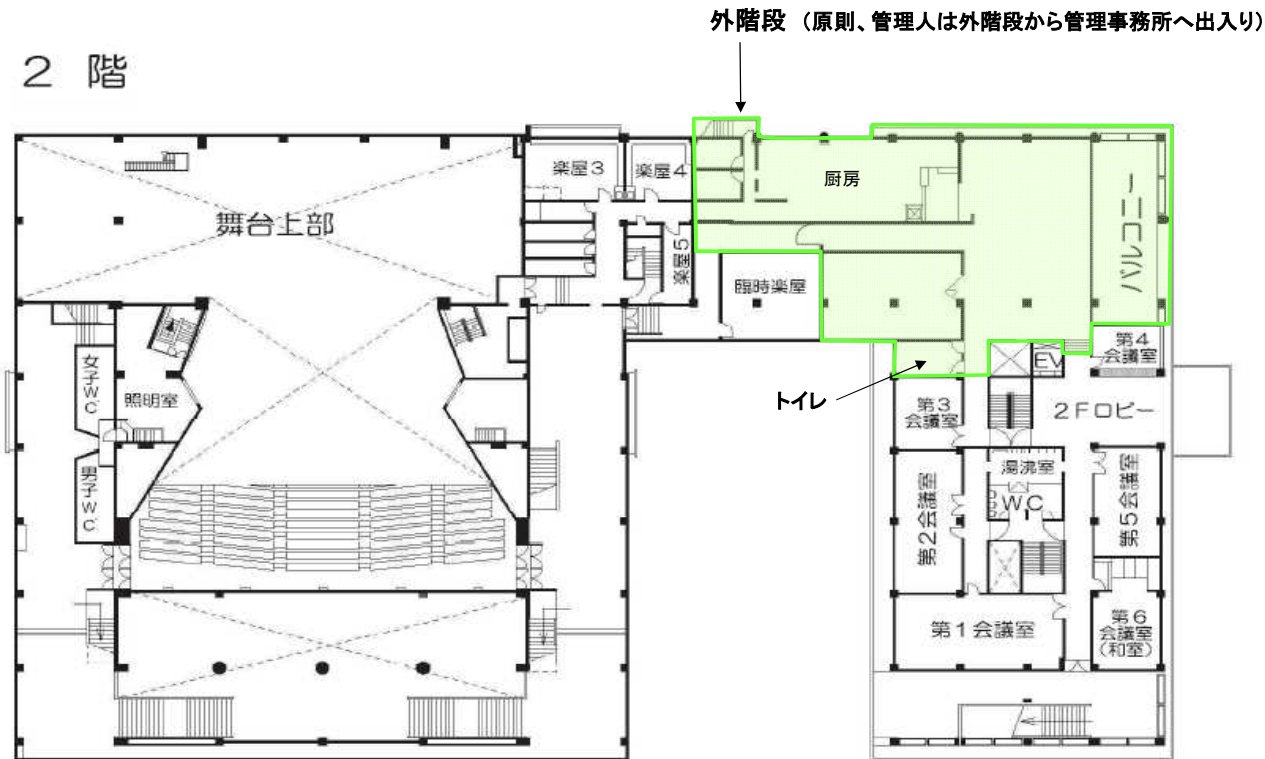 外階段 （原則、管理人は外階段から管理事務所へ出入り）
２ 階
楽屋３
楽屋４
厨房
舞台上部
楽屋５
臨時楽屋
バルコニー
第４
会議室
EV
女子W.C.
照明室
トイレ
第３
会議室
２Ｆロビー
男子W.C.
湯沸室
WC
第２会議室
第５会議室
第１会議室
第６
会議室
（和室）